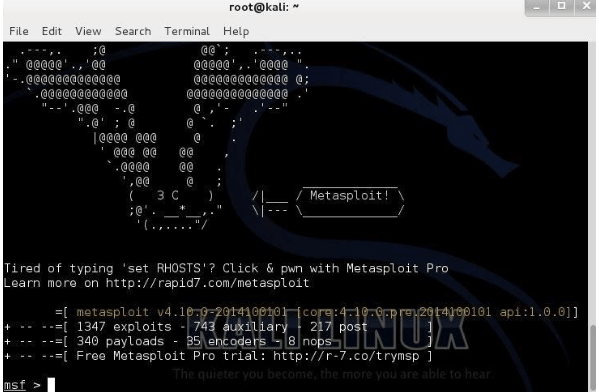 root@kali: ~
File Edit View Search Terminal Help
3 C
Metasploit!
Tired of typing 'set RHOSTS'? Click & pwn with Metasploit Pro
Learn more on http://rapid7.com/metasploit
=[ metasploit v4.10.0-2014100101 [core:4.10.0.pre.2014100101 api:1.0.0]]
+ -- --=[ 1347 exploits - 743 auxiliary - 217 post ]
+ -- --=[ 340 payloads - 35 encoders - 8 nops ]
+ -- --=[ Free Metasploit Pro trial: http://r-7.co/trymsp ]
KALI LINUX
msf >
The quieter you become, the more you are able to hear.